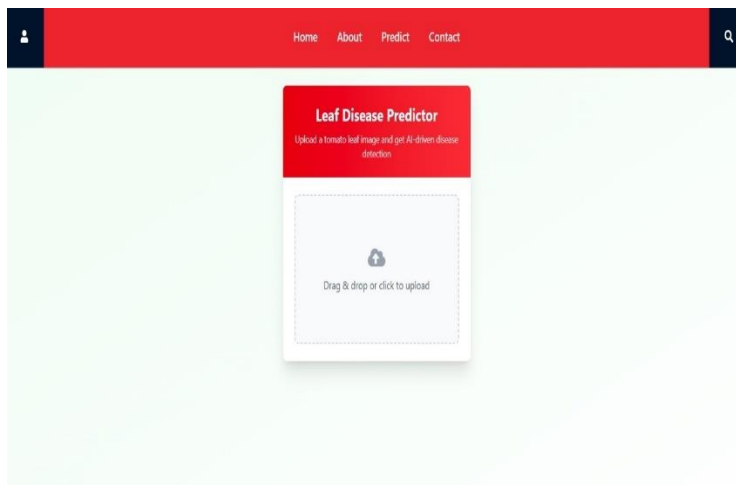 Home About Predict Contact
Leaf Disease Predictor
Upload a tomato leaf image and get AI-driven disease
detection
Drag & drop or click to upload